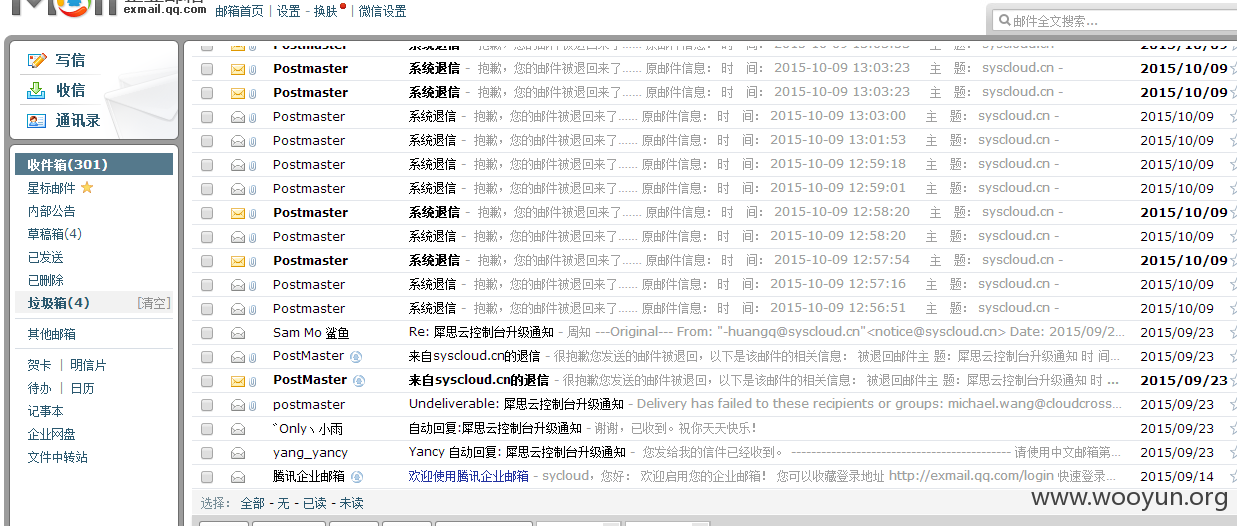 exmail.qq.com 邮箱首页 | 设置 - 换肤 | 微信设置
邮件全文搜索...
写信
收信
通讯录
收件箱(301)
星标邮件
内部公告
草稿箱(4)
已发送
已删除
垃圾箱(4) [清空]
其他邮箱
贺卡 | 明信片
待办 | 日历
记事本
企业网盘
文件中转站
Postmaster 系统退信 - 抱歉，您的邮件被退回来了...... 原邮件信息： 时 间： 2015-10-09 13:03:23 主 题： syscloud.cn - 2015/10/09
Postmaster 系统退信 - 抱歉，您的邮件被退回来了...... 原邮件信息： 时 间： 2015-10-09 13:03:23 主 题： syscloud.cn - 2015/10/09
Postmaster 系统退信 - 抱歉，您的邮件被退回来了...... 原邮件信息： 时 间： 2015-10-09 13:03:00 主 题： syscloud.cn - 2015/10/09
Postmaster 系统退信 - 抱歉，您的邮件被退回来了...... 原邮件信息： 时 间： 2015-10-09 13:01:53 主 题： syscloud.cn - 2015/10/09
Postmaster 系统退信 - 抱歉，您的邮件被退回来了...... 原邮件信息： 时 间： 2015-10-09 12:59:18 主 题： syscloud.cn - 2015/10/09
Postmaster 系统退信 - 抱歉，您的邮件被退回来了...... 原邮件信息： 时 间： 2015-10-09 12:59:01 主 题： syscloud.cn - 2015/10/09
Postmaster 系统退信 - 抱歉，您的邮件被退回来了...... 原邮件信息： 时 间： 2015-10-09 12:58:20 主 题： syscloud.cn - 2015/10/09
Postmaster 系统退信 - 抱歉，您的邮件被退回来了...... 原邮件信息： 时 间： 2015-10-09 12:58:20 主 题： syscloud.cn - 2015/10/09
Postmaster 系统退信 - 抱歉，您的邮件被退回来了...... 原邮件信息： 时 间： 2015-10-09 12:57:54 主 题： syscloud.cn - 2015/10/09
Postmaster 系统退信 - 抱歉，您的邮件被退回来了...... 原邮件信息： 时 间： 2015-10-09 12:57:16 主 题： syscloud.cn - 2015/10/09
Postmaster 系统退信 - 抱歉，您的邮件被退回来了...... 原邮件信息： 时 间： 2015-10-09 12:56:51 主 题： syscloud.cn - 2015/10/09
Sam Mo 鲨鱼 Re: 犀思云控制台升级通知 - 周知 ---Original--- From: "-huangq@syscloud.cn"<notice@syscloud.cn> Date: 2015/09/2... 2015/09/23
PostMaster 来自syscloud.cn的退信 - 很抱歉您发送的邮件被退回，以下是该邮件的相关信息： 被退回邮件主 题：犀思云控制台升级通知 时 间... 2015/09/23
PostMaster 来自syscloud.cn的退信 - 很抱歉您发送的邮件被退回，以下是该邮件的相关信息： 被退回邮件主 题：犀思云控制台升级通知 时 ... 2015/09/23
postmaster Undeliverable: 犀思云控制台升级通知 - Delivery has failed to these recipients or groups: michael.wang@cloudcross... 2015/09/23
~Only丶小雨 自动回复:犀思云控制台升级通知 - 谢谢，已收到。祝你天天快乐！ 2015/09/23
yang_yancy Yancy 自动回复: 犀思云控制台升级通知 - 您发给我的信件已经收到。 -------------------------------------------- 请使用中文邮箱第... 2015/09/23
腾讯企业邮箱 欢迎使用腾讯企业邮箱 - sycloud，您好： 欢迎启用您的企业邮箱！ 您可以收藏登录地址 http://exmail.qq.com/login 快速登录... 2015/09/14
选择： 全部 - 无 - 已读 - 未读
www.wooyun.org